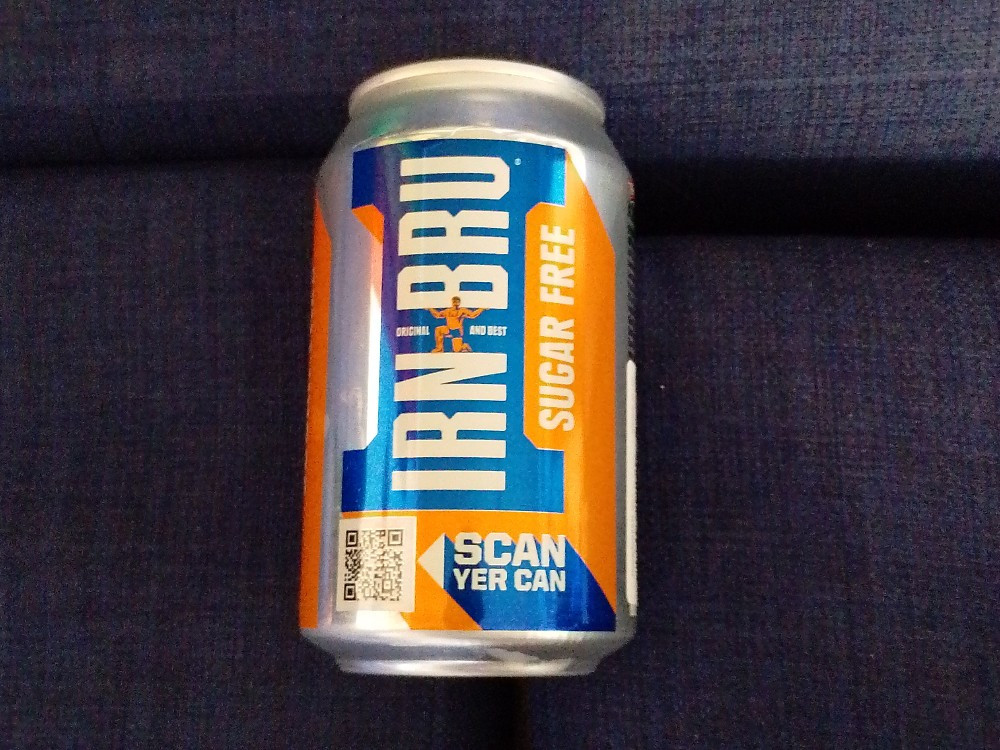 IRN BRU®
ORIGINAL AND BEST
SUGAR FREE
SCAN
YER CAN